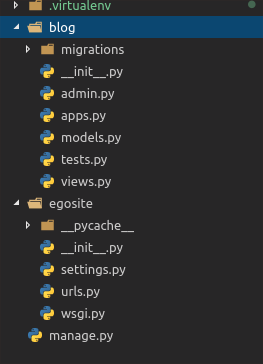 .virtualenv
blog
migrations
__init__.py
admin.py
apps.py
models.py
tests.py
views.py
egosite
__pycache__
__init__.py
settings.py
urls.py
wsgi.py
manage.py